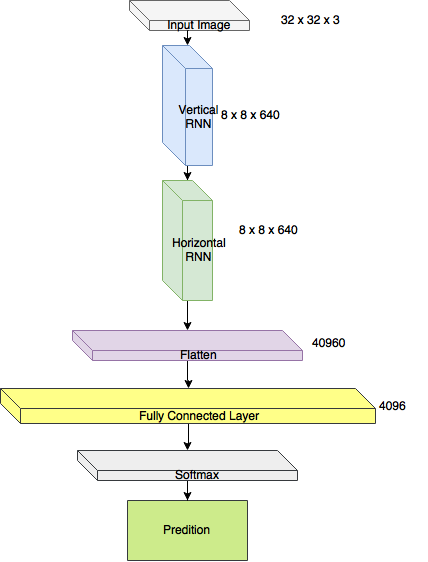 Input Image
32 x 32 x 3
Vertical
RNN
8 x 8 x 640
Horizontal
RNN
8 x 8 x 640
Flatten
40960
Fully Connected Layer
4096
Softmax
Predition